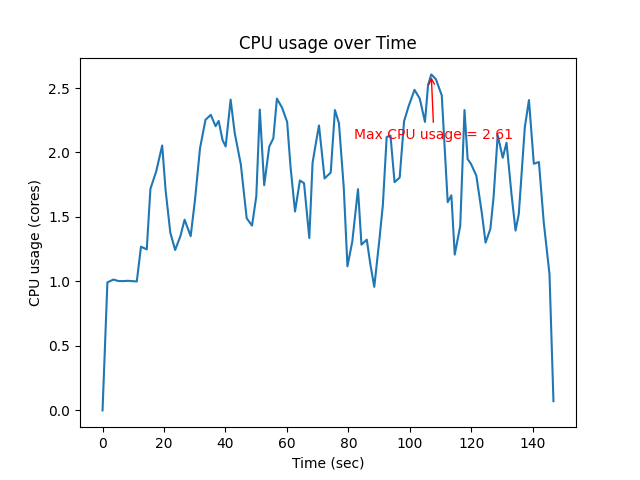 CPU usage over Time
CPU usage (cores)
2.5
2.0
1.5
1.0
0.5
0.0
Max CPU usage = 2.61
0 20 40 60 80 100 120 140
Time (sec)